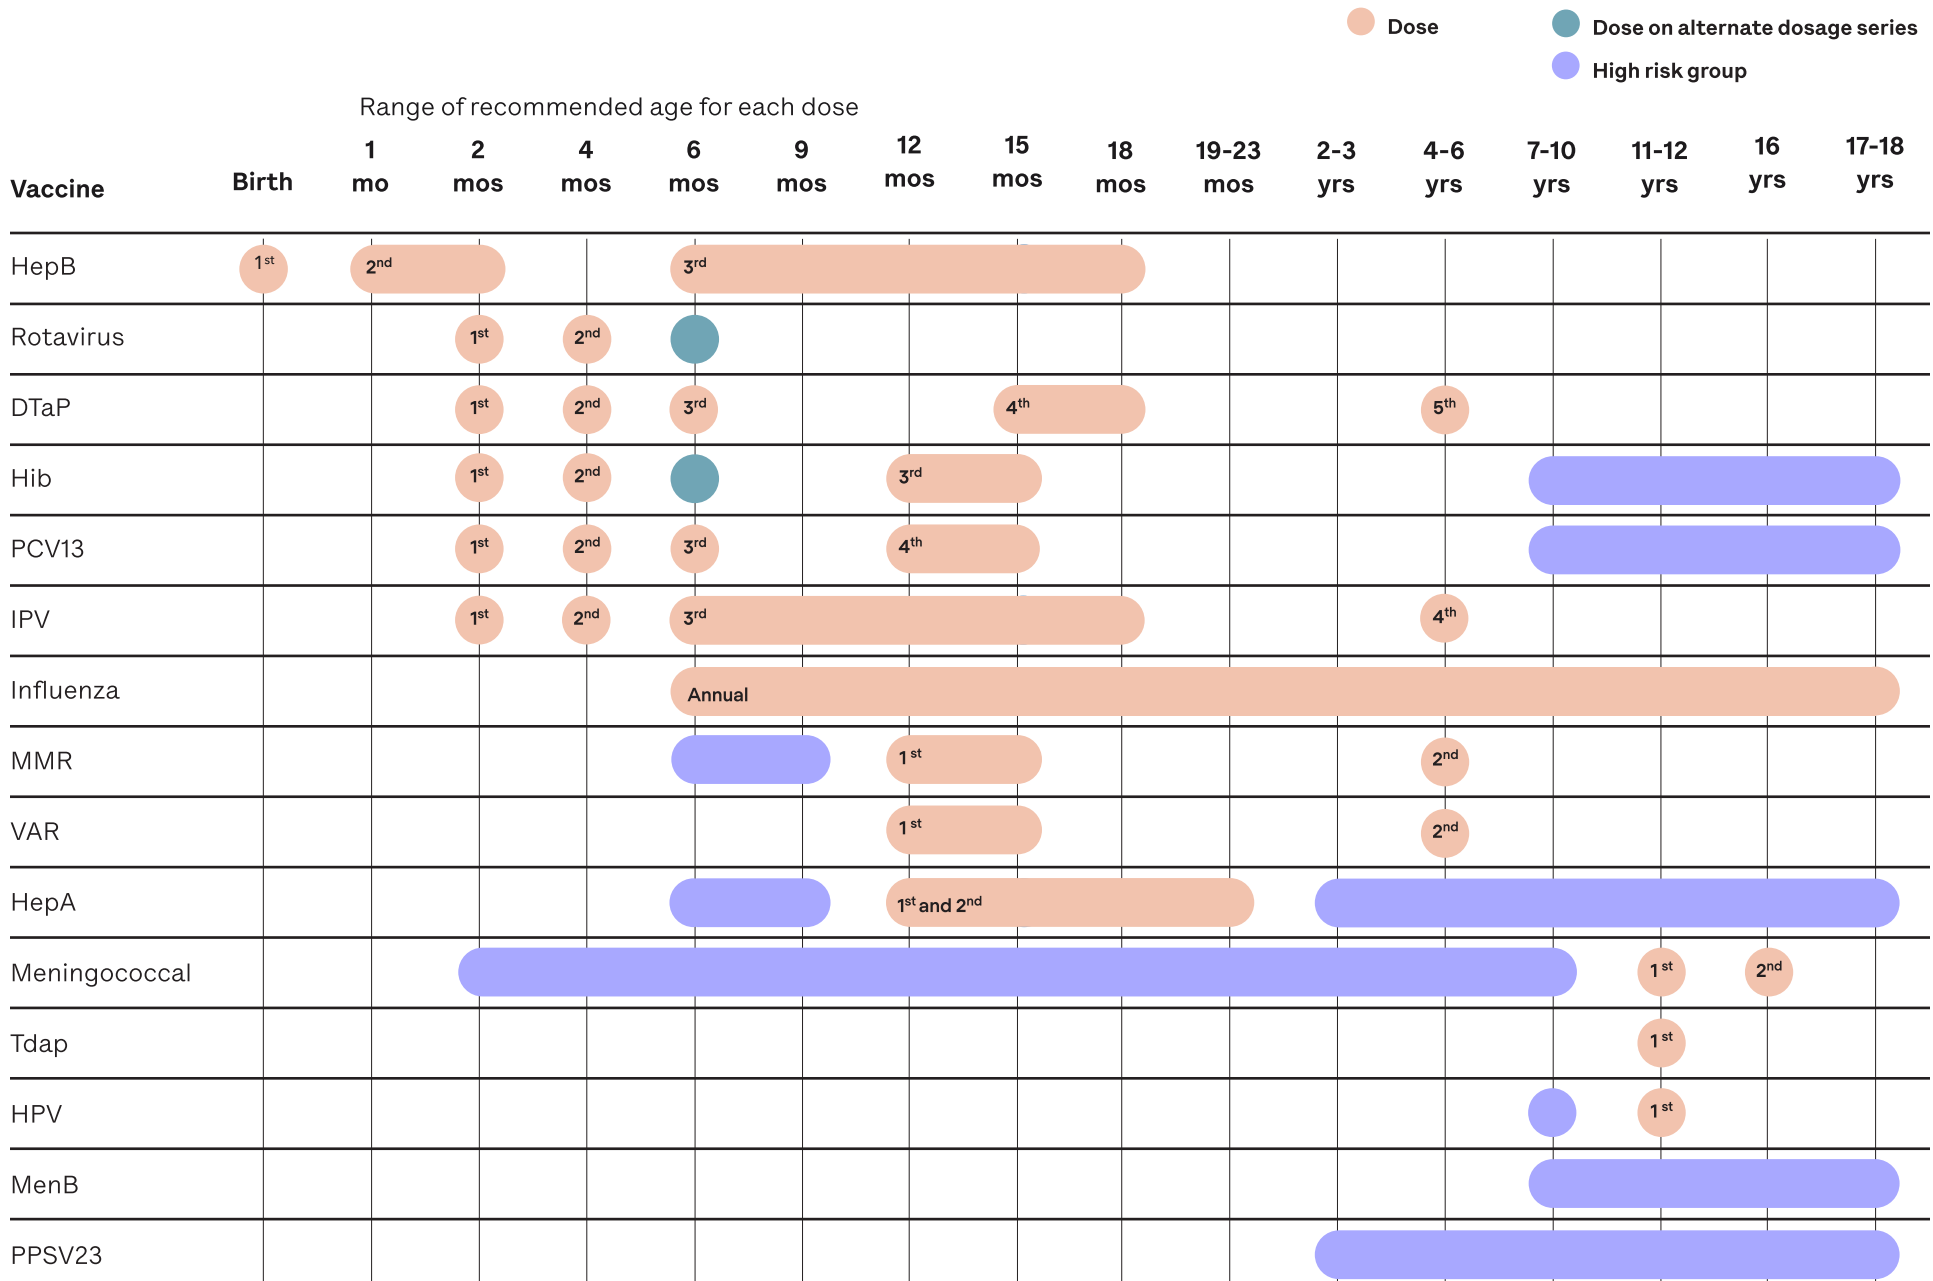 Dose
Dose on alternate dosage series
High risk group
Range of recommended age for each dose
Vaccine Birth 1 mo 2 mos 4 mos 6 mos 9 mos 12 mos 15 mos 18 mos 19-23 mos 2-3 yrs 4-6 yrs 7-10 yrs 11-12 yrs 16 yrs 17-18 yrs
HepB 1st 2nd 3rd
Rotavirus 1st 2nd
DTaP 1st 2nd 3rd 4th 5th
Hib 1st 2nd 3rd
PCV13 1st 2nd 3rd 4th
IPV 1st 2nd 3rd 4th
Influenza Annual
MMR 1st 2nd
VAR 1st 2nd
HepA 1st and 2nd
Meningococcal 1st 2nd
Tdap 1st
HPV 1st
MenB
PPSV23